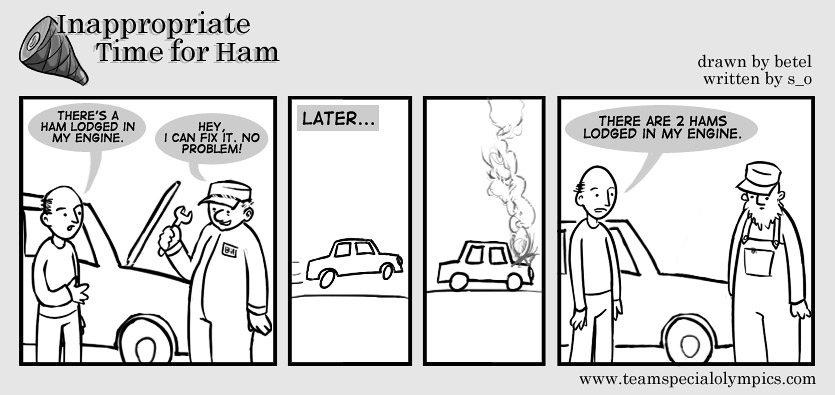 Inappropriate
Time for Ham
drawn by betel
written by s_o
THERE'S A
HAM LODGED IN
MY ENGINE.
HEY,
I CAN FIX IT. NO
PROBLEM!
LATER...
THERE ARE 2 HAMS
LODGED IN MY ENGINE.
www.teamspecialolympics.com